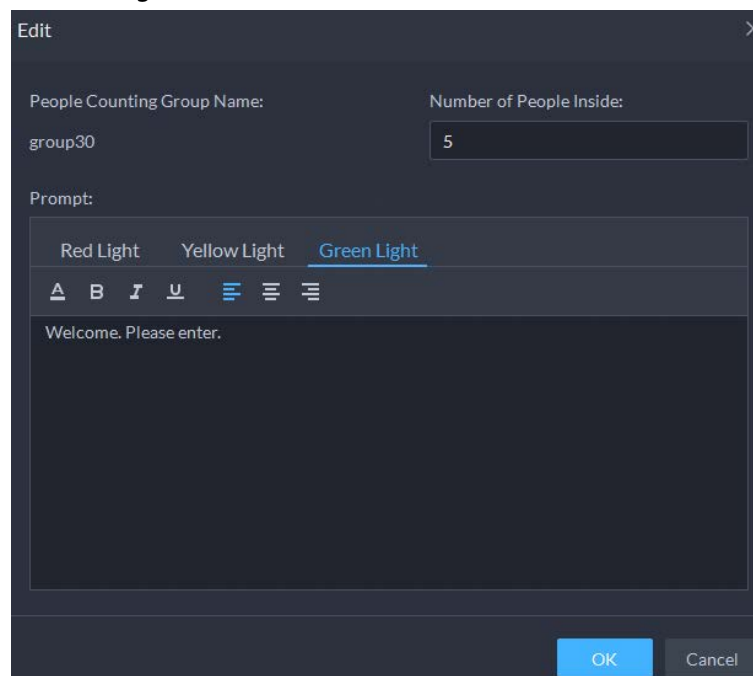 Edit
People Counting Group Name:
Number of People Inside:
group30
5
Prompt:
Red Light Yellow Light Green Light
A B I U
Welcome. Please enter.
OK Cancel